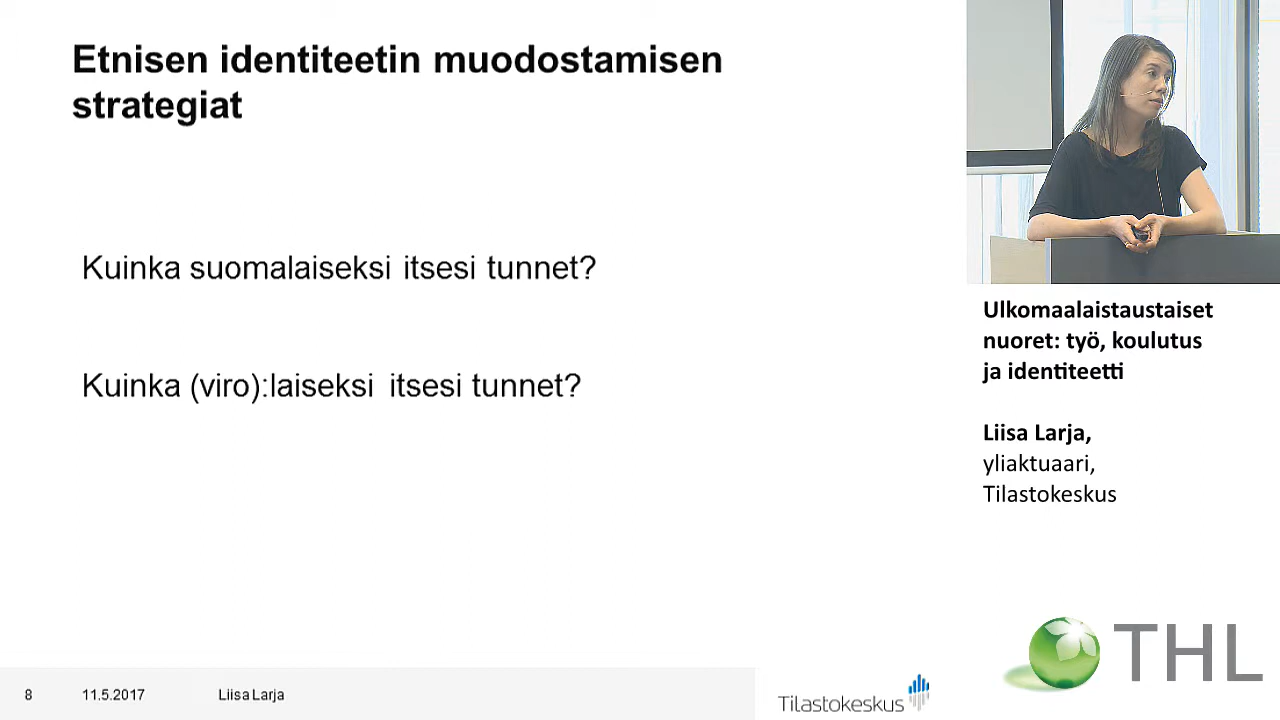 Etnisen identiteetin muodostamisen
strategiat
Kuinka suomalaiseksi itsesi tunnet?
Kuinka (viro):laiseksi itsesi tunnet?
8 11.5.2017 Liisa Larja
Tilastokeskus
Ulkomaalaistaustaiset
nuoret: työ, koulutus
ja identiteetti
Liisa Larja,
yliaktuaari,
Tilastokeskus
THL